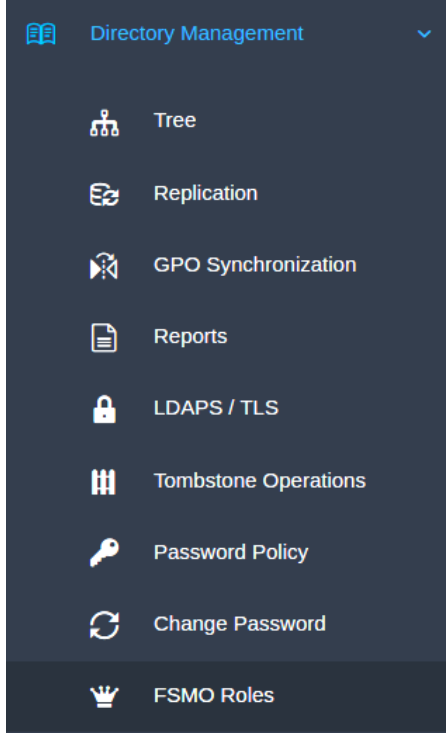 Directory Management
Tree
Replication
GPO Synchronization
Reports
LDAPS / TLS
Tombstone Operations
Password Policy
Change Password
FSMO Roles